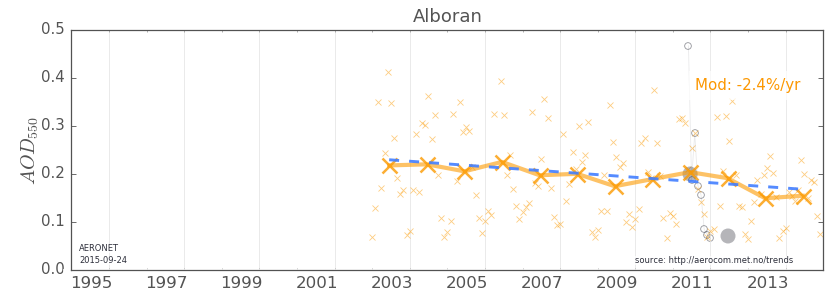 Alboran
0.5
0.4
0.3
0.2
0.1
0.0
AOD550
Mod: -2.4%/yr
AERONET
2015-09-24
source: http://aerocom.met.no/trends
1995 1997 1999 2001 2003 2005 2007 2009 2011 2013